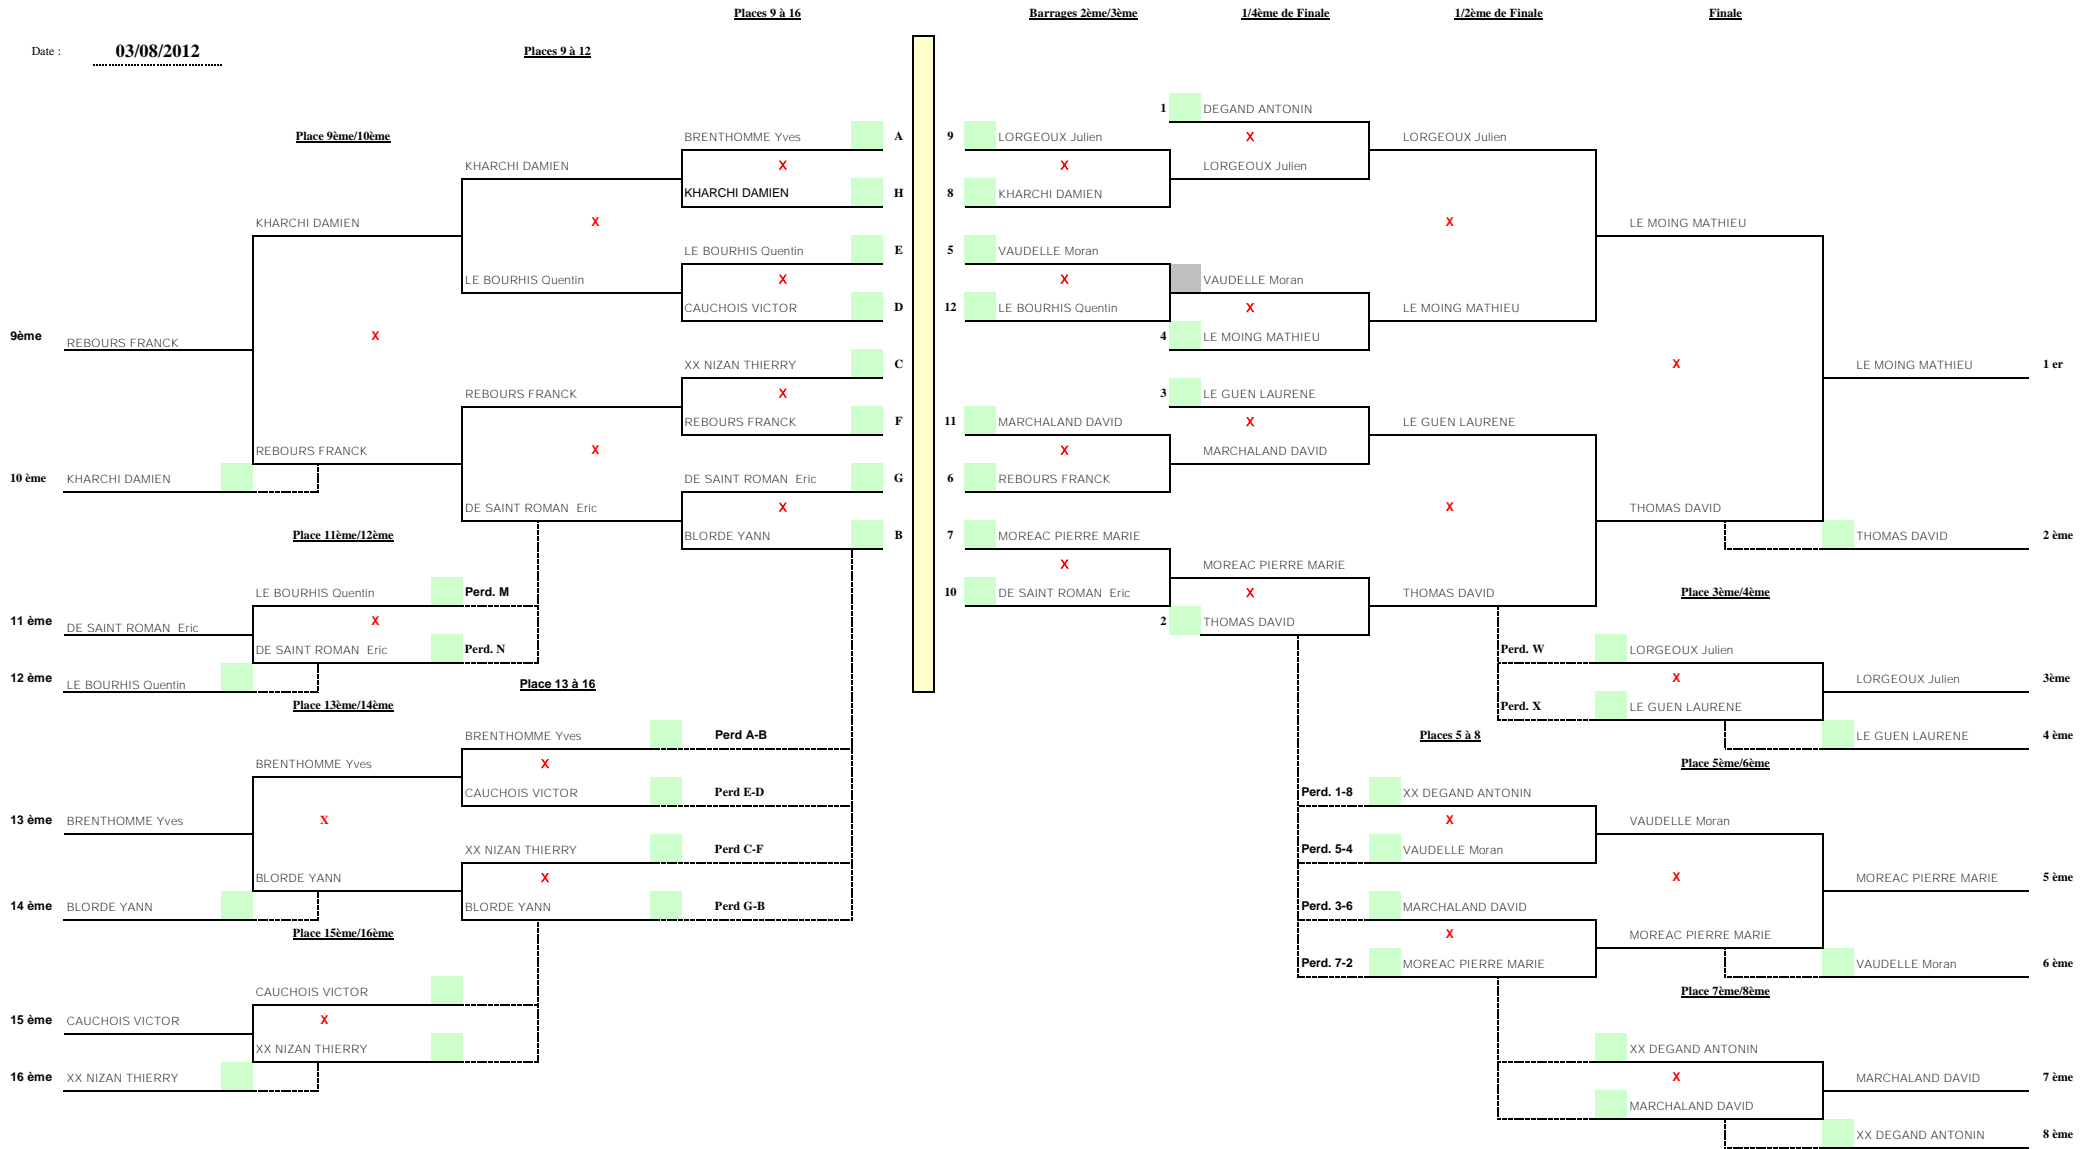 Places 9 à 16
Barrages 2ème/3ème
1/4ème de Finale
1/2ème de Finale
Finale
Date :
03/08/2012
Places 9 à 12
Place 9ème/10ème
BRENTHOMME Yves
A
KHARCHI DAMIEN
X
KHARCHI DAMIEN
H
KHARCHI DAMIEN
X
LE BOURHIS Quentin
E
LE BOURHIS Quentin
X
CAUCHOIS VICTOR
D
9ème
REBOURS FRANCK
X
XX NIZAN THIERRY
C
REBOURS FRANCK
X
REBOURS FRANCK
F
REBOURS FRANCK
X
10 ème
KHARCHI DAMIEN
DE SAINT ROMAN  Eric
G
DE SAINT ROMAN  Eric
X
BLORDE YANN
B
Place 11ème/12ème
LE BOURHIS Quentin
Perd. M
11 ème
DE SAINT ROMAN  Eric
X
DE SAINT ROMAN  Eric
Perd. N
12 ème
LE BOURHIS Quentin
Place 13 à 16
Place 13ème/14ème
BRENTHOMME Yves
Perd A-B
BRENTHOMME Yves
X
CAUCHOIS VICTOR
Perd E-D
13 ème
BRENTHOMME Yves
X
XX NIZAN THIERRY
Perd C-F
BLORDE YANN
X
14 ème
BLORDE YANN
BLORDE YANN
Perd G-B
Place 15ème/16ème
CAUCHOIS VICTOR
15 ème
CAUCHOIS VICTOR
X
XX NIZAN THIERRY
16 ème
XX NIZAN THIERRY
1
DEGAND ANTONIN
9
LORGEOUX Julien
X
LORGEOUX Julien
X
LORGEOUX Julien
8
KHARCHI DAMIEN
X
LE MOING MATHIEU
5
VAUDELLE Moran
X
VAUDELLE Moran
12
LE BOURHIS Quentin
X
LE MOING MATHIEU
4
LE MOING MATHIEU
X
LE MOING MATHIEU
1 er
3
LE GUEN LAURENE
11
MARCHALAND DAVID
X
LE GUEN LAURENE
X
MARCHALAND DAVID
6
REBOURS FRANCK
X
THOMAS DAVID
7
MOREAC PIERRE MARIE
THOMAS DAVID
2 ème
X
MOREAC PIERRE MARIE
10
DE SAINT ROMAN  Eric
X
THOMAS DAVID
Place 3ème/4ème
2
THOMAS DAVID
Perd. W
LORGEOUX Julien
X
LORGEOUX Julien
3ème
Perd. X
LE GUEN LAURENE
Places 5 à 8
LE GUEN LAURENE
4 ème
Place 5ème/6ème
Perd. 1-8
XX DEGAND ANTONIN
X
VAUDELLE Moran
Perd. 5-4
VAUDELLE Moran
X
MOREAC PIERRE MARIE
5 ème
Perd. 3-6
MARCHALAND DAVID
X
MOREAC PIERRE MARIE
Perd. 7-2
MOREAC PIERRE MARIE
VAUDELLE Moran
6 ème
Place 7ème/8ème
XX DEGAND ANTONIN
X
MARCHALAND DAVID
7 ème
MARCHALAND DAVID
XX DEGAND ANTONIN
8 ème